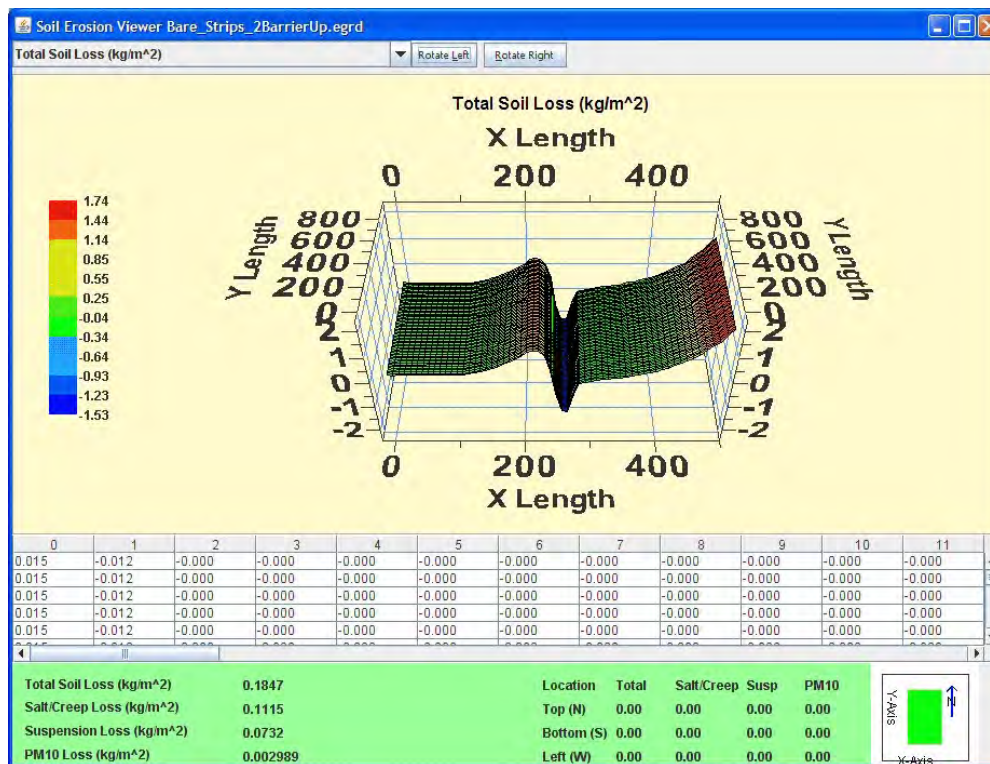 Soil Erosion Viewer Bare_Strips_2BarrierUp.egrd
Total Soil Loss (kg/m^2) Rotate Left Rotate Right
Total Soil Loss (kg/m^2)
X Length
0 200 400
1.74
1.44
1.14
0.85
0.55
0.25
-0.04
-0.34
-0.64
-0.93
-1.23
-1.53
Y Length
800
600
400
200
0
2
1
0
-1
-2
800
600
400
200
0
2
1
0
-1
-2
Y Length
0 200 400
X Length
0 1 2 3 4 5 6 7 8 9 10 11
0.015 -0.012 -0.000 -0.000 -0.000 -0.000 -0.000 -0.000 -0.000 -0.000 -0.000 -0.000
0.015 -0.012 -0.000 -0.000 -0.000 -0.000 -0.000 -0.000 -0.000 -0.000 -0.000 -0.000
0.015 -0.012 -0.000 -0.000 -0.000 -0.000 -0.000 -0.000 -0.000 -0.000 -0.000 -0.000
0.015 -0.012 -0.000 -0.000 -0.000 -0.000 -0.000 -0.000 -0.000 -0.000 -0.000 -0.000
0.015 -0.012 -0.000 -0.000 -0.000 -0.000 -0.000 -0.000 -0.000 -0.000 -0.000 -0.000
Total Soil Loss (kg/m^2) 0.1847 Location Total Salt/Creep Susp PM10
Salt/Creep Loss (kg/m^2) 0.1115 Top (N) 0.00 0.00 0.00 0.00
Suspension Loss (kg/m^2) 0.0732 Bottom (S) 0.00 0.00 0.00 0.00
PM10 Loss (kg/m^2) 0.002989 Left (W) 0.00 0.00 0.00 0.00
Y-Axis
N
X-Axis